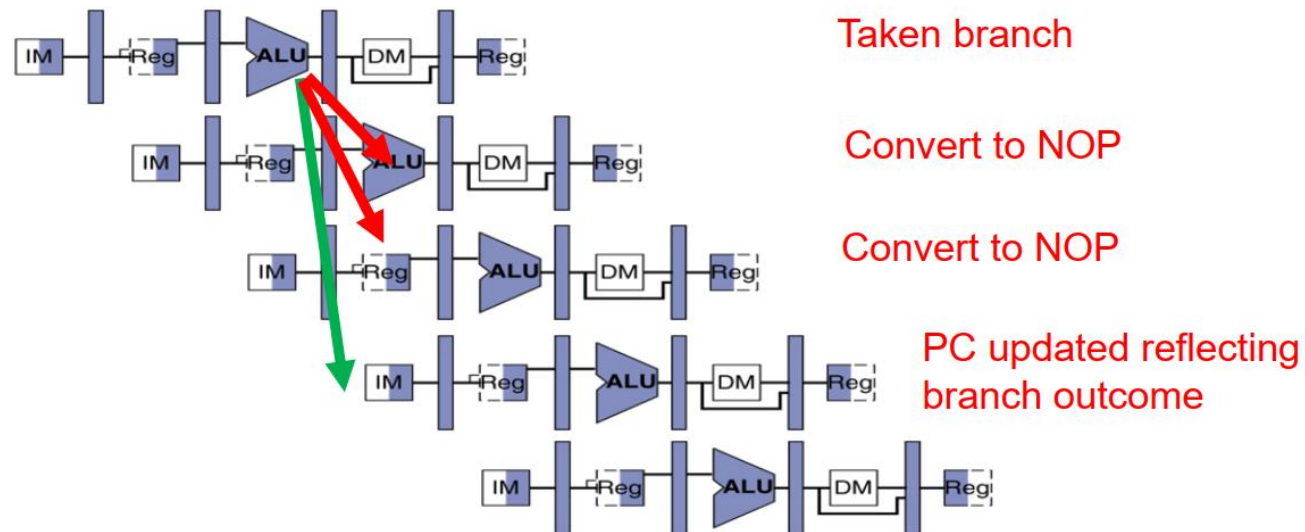 Taken branch
IM Reg ALU DM Reg
Convert to NOP
IM Reg ALU DM Reg
Convert to NOP
IM Reg ALU DM Reg
PC updated reflecting
branch outcome
IM Reg ALU DM Reg
IM Reg ALU DM Reg